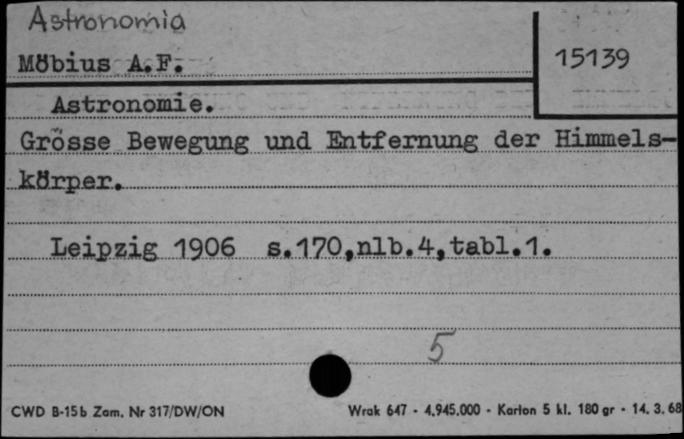 Astronomia
Möbius A.F.
15139
Astronomie.
Grösse Bewegung und Entfernung der Himmels-
körper.
Leipzig 1906 s.170,nlb.4,tabl.1.
5
CWD B-15b Zam. Nr 317/DW/ON
Wrak 647 - 4.945.000 - Karton 5 kl. 180 gr - 14. 3. 68